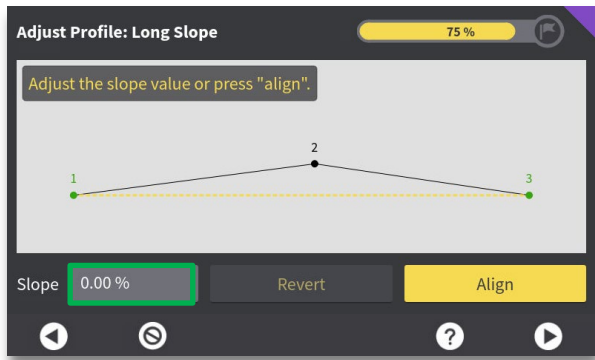 Adjust Profile: Long Slope
75 %
Adjust the slope value or press "align".
2
1
3
Slope
0.00 %
Revert
Align
?